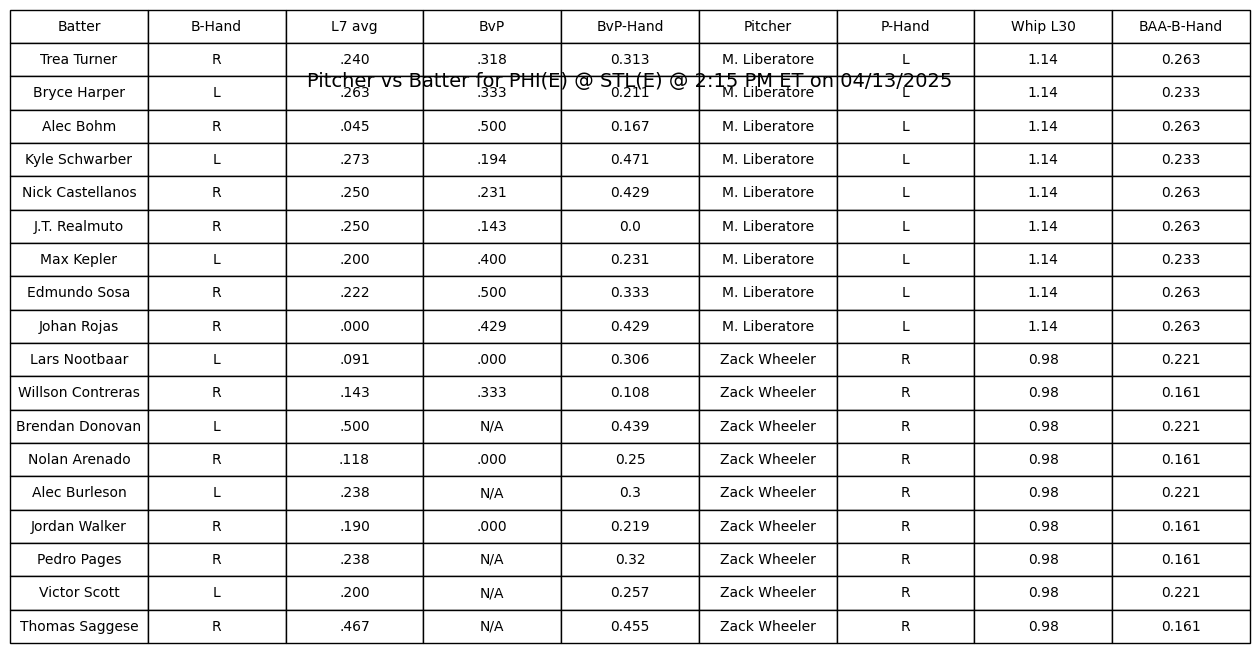 Batter B-Hand L7 avg BvP BvP-Hand Pitcher P-Hand Whip L30 BAA-B-Hand
Trea Turner R .240 .318 0.313 M. Liberatore L 1.14 0.263
Pitcher vs Batter for PHI(E) @ STL(E) @ 2:15 PM ET on 04/13/2025
Bryce Harper L .263 .333 0.211 M. Liberatore L 1.14 0.233
Alec Bohm R .045 .500 0.167 M. Liberatore L 1.14 0.263
Kyle Schwarber L .273 .194 0.471 M. Liberatore L 1.14 0.233
Nick Castellanos R .250 .231 0.429 M. Liberatore L 1.14 0.263
J.T. Realmuto R .250 .143 0.0 M. Liberatore L 1.14 0.263
Max Kepler L .200 .400 0.231 M. Liberatore L 1.14 0.233
Edmundo Sosa R .222 .500 0.333 M. Liberatore L 1.14 0.263
Johan Rojas R .000 .429 0.429 M. Liberatore L 1.14 0.263
Lars Nootbaar L .091 .000 0.306 Zack Wheeler R 0.98 0.221
Willson Contreras R .143 .333 0.108 Zack Wheeler R 0.98 0.161
Brendan Donovan L .500 N/A 0.439 Zack Wheeler R 0.98 0.221
Nolan Arenado R .118 .000 0.25 Zack Wheeler R 0.98 0.161
Alec Burleson L .238 N/A 0.3 Zack Wheeler R 0.98 0.221
Jordan Walker R .190 .000 0.219 Zack Wheeler R 0.98 0.161
Pedro Pages R .238 N/A 0.32 Zack Wheeler R 0.98 0.161
Victor Scott L .200 N/A 0.257 Zack Wheeler R 0.98 0.221
Thomas Saggese R .467 N/A 0.455 Zack Wheeler R 0.98 0.161